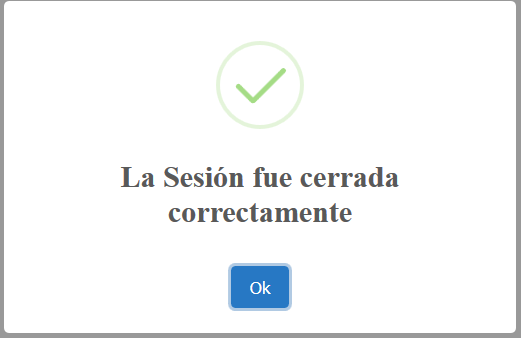 La Sesión fue cerrada
correctamente
Ok